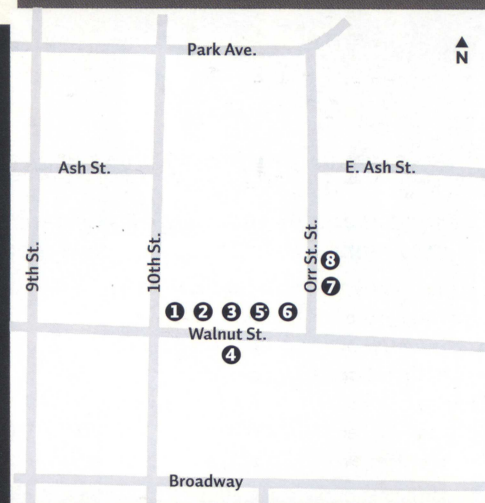 Park Ave.
N
Ash St.
E. Ash St.
9th St.
10th St.
Orr St. St.
8
7
1 2 3 5 6
Walnut St.
4
Broadway